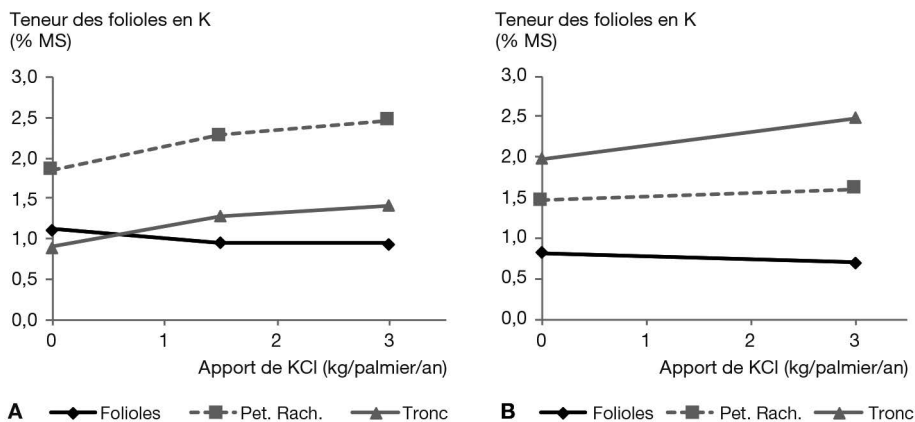 Teneur des folioles en K
(% MS)
3,0
2,5
2,0
1,5
1,0
0,5
0,0
0 1 2 3
Apport de KCl (kg/palmier/an)
A Folioles Pet. Rach. Tronc
Teneur des folioles en K
(% MS)
3,0
2,5
2,0
1,5
1,0
0,5
0,0
0 1 2 3
Apport de KCl (kg/palmier/an)
B Folioles Pet. Rach. Tronc